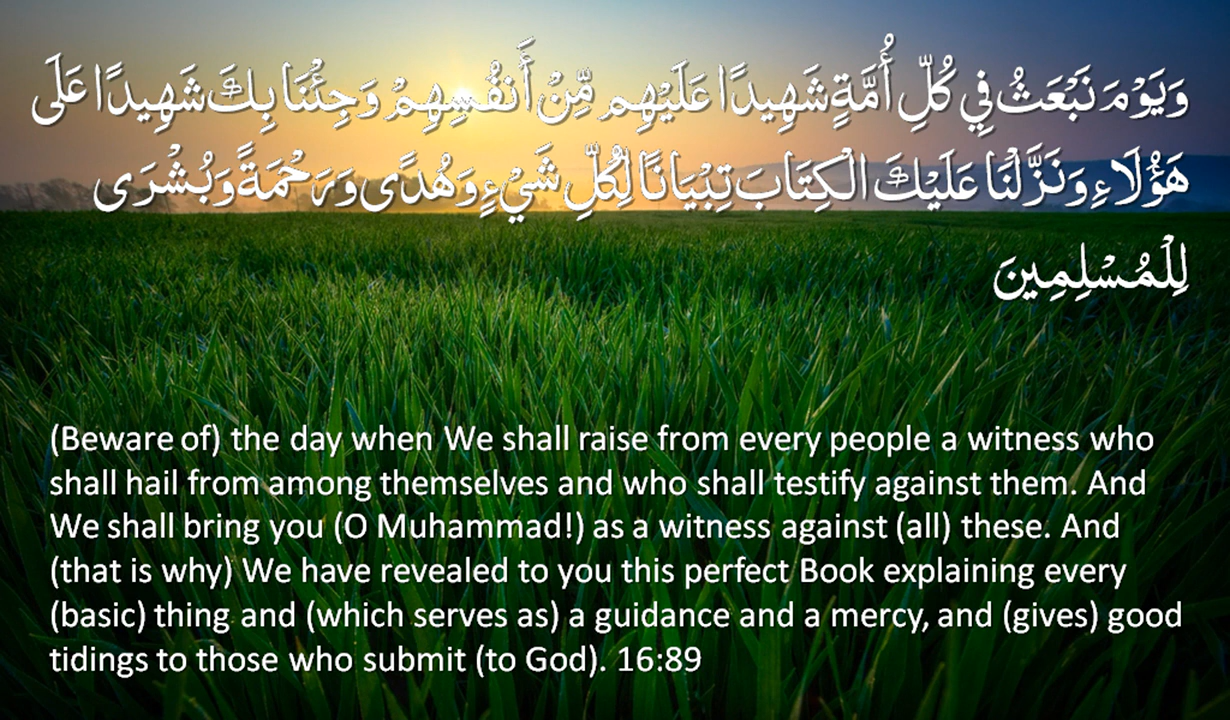 وَيَوْمَ نَبْعَثُ فِي كُلِّ أُمَّةٍ شَهِيدًا عَلَيْهِم مِّنْ أَنفُسِهِمْ وَجِئْنَا بِكَ شَهِيدًا عَلَى
هَؤُلَاءِ وَنَزَّلْنَا عَلَيْكَ الْكِتَابَ تِبْيَانًا لِّكُلِّ شَيْءٍ وَهُدًى وَرَحْمَةً وَبُشْرَى
لِلْمُسْلِمِينَ
(Beware of) the day when We shall raise from every people a witness who
shall hail from among themselves and who shall testify against them. And
We shall bring you (O Muhammad!) as a witness against (all) these. And
(that is why) We have revealed to you this perfect Book explaining every
(basic) thing and (which serves as) a guidance and a mercy, and (gives) good
tidings to those who submit (to God). 16:89